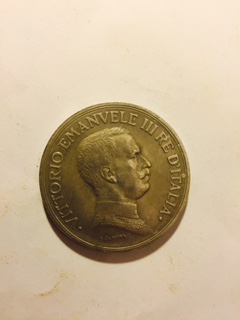 · VITTORIO EMANVELE III RE D'ITALIA ·